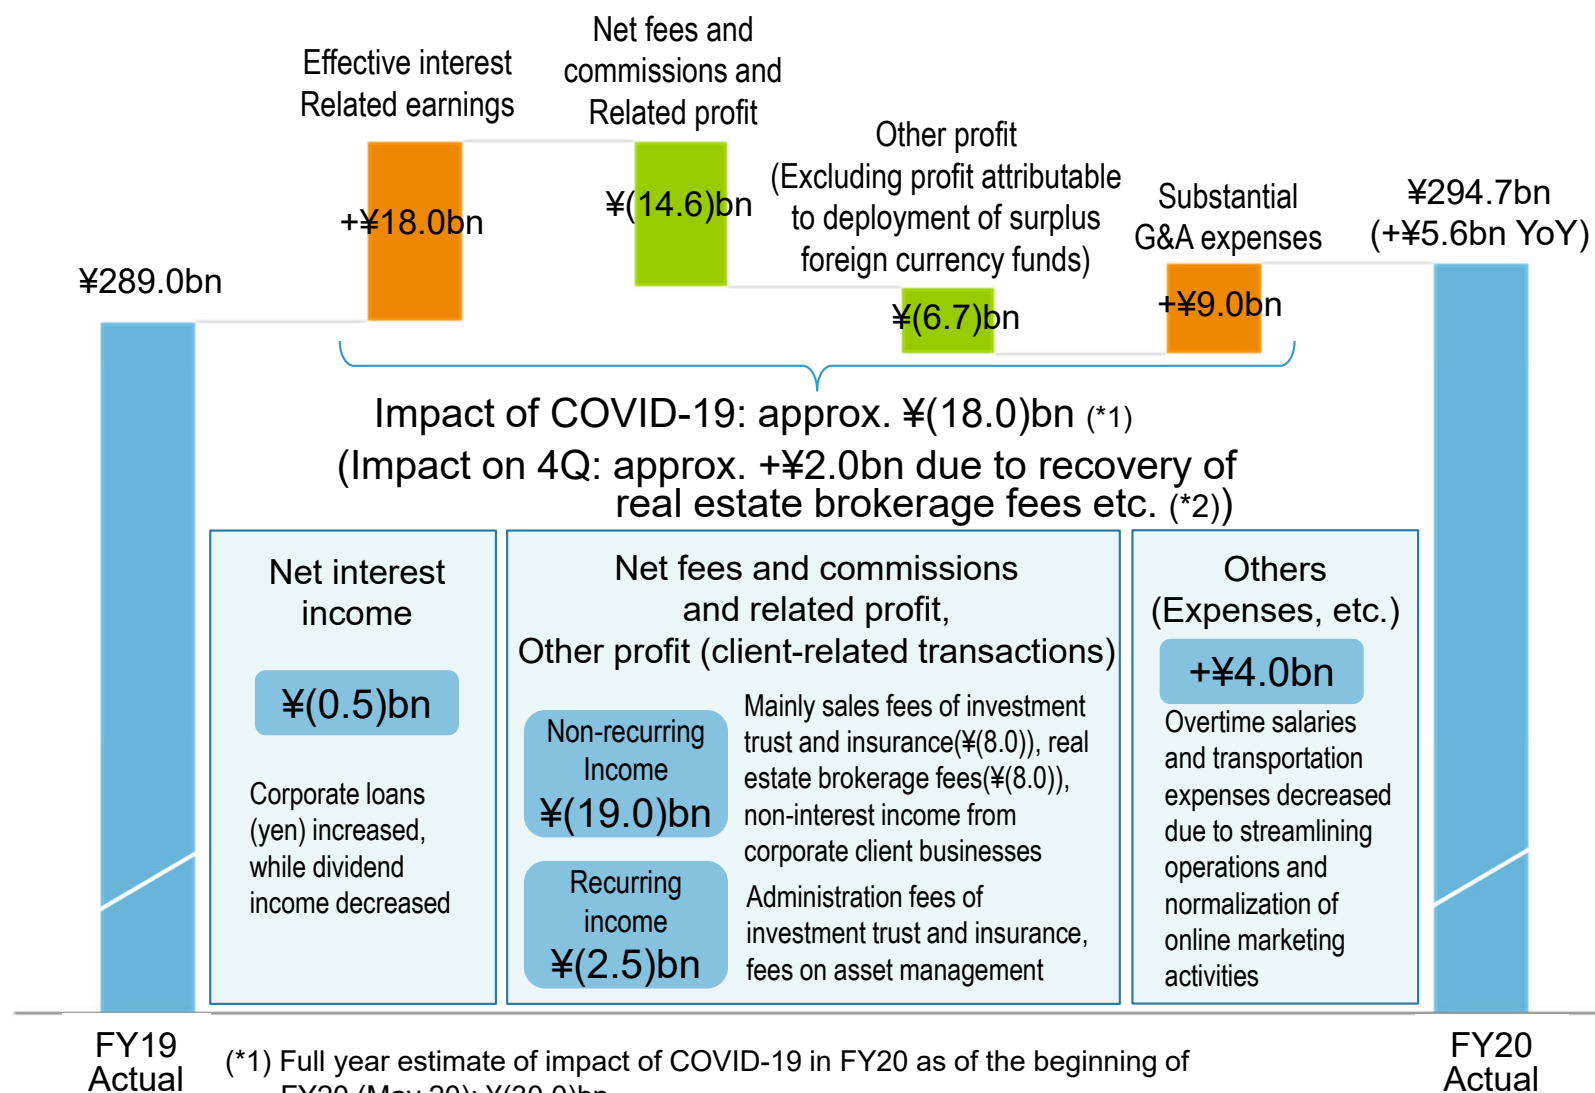 Effective interest
Related earnings
Net fees and
commissions and
Related profit
Other profit
(Excluding profit attributable
to deployment of surplus
foreign currency funds)
Substantial
G&A expenses
¥294.7bn
(+¥5.6bn YoY)
¥289.0bn
+¥18.0bn
¥(14.6)bn
¥(6.7)bn
+¥9.0bn
Impact of COVID-19: approx. ¥(18.0)bn (*1)
(Impact on 4Q: approx. +¥2.0bn due to recovery of
real estate brokerage fees etc. (*2))
Net interest
income
¥(0.5)bn
Corporate loans
(yen) increased,
while dividend
income decreased
Net fees and commissions
and related profit,
Other profit (client-related transactions)
Non-recurring
Income
¥(19.0)bn
Mainly sales fees of investment
trust and insurance(¥(8.0)), real
estate brokerage fees(¥(8.0)),
non-interest income from
corporate client businesses
Recurring
income
¥(2.5)bn
Administration fees of
investment trust and insurance,
fees on asset management
Others
(Expenses, etc.)
+¥4.0bn
Overtime salaries
and transportation
expenses decreased
due to streamlining
operations and
normalization of
online marketing
activities
FY19
Actual
FY20
Actual
(*1) Full year estimate of impact of COVID-19 in FY20 as of the beginning of
FY20 (May 20): ¥(30.0)bn